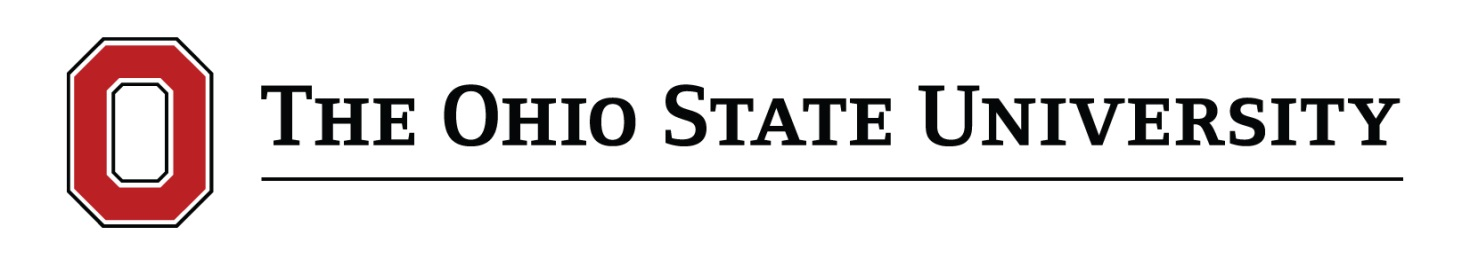 O THE OHIO STATE UNIVERSITY